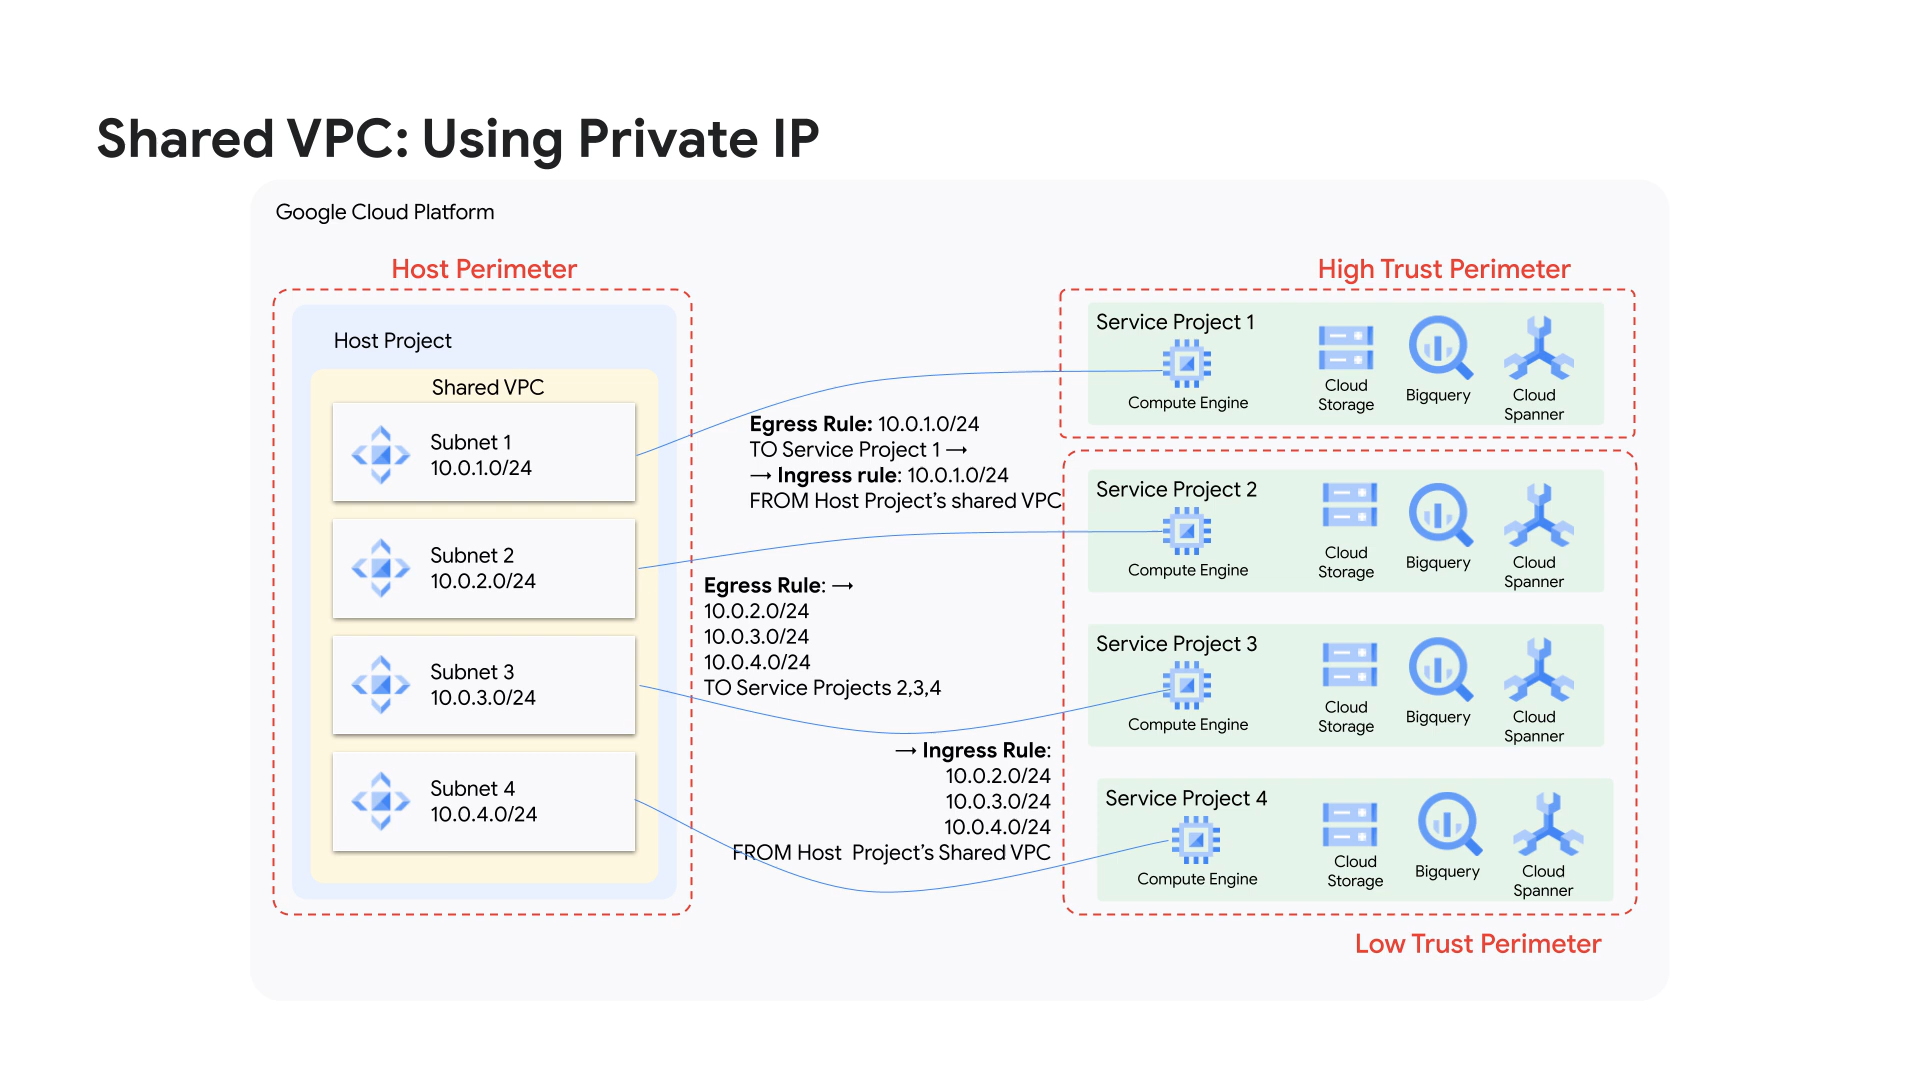 Shared VPC: Using Private IP
Google Cloud Platform
Host Perimeter
Host Project
Shared VPC
Subnet 1
10.0.1.0/24
Subnet 2
10.0.2.0/24
Subnet 3
10.0.3.0/24
Subnet 4
10.0.4.0/24
Egress Rule: 10.0.1.0/24
TO Service Project 1 →
→ Ingress rule: 10.0.1.0/24
FROM Host Project’s shared VPC
Egress Rule: →
10.0.2.0/24
10.0.3.0/24
10.0.4.0/24
TO Service Projects 2,3,4
→ Ingress Rule:
10.0.2.0/24
10.0.3.0/24
10.0.4.0/24
FROM Host  Project’s Shared VPC
High Trust Perimeter
Service Project 1
Compute Engine
Cloud
Storage
Bigquery
Cloud
Spanner
Service Project 2
Compute Engine
Cloud
Storage
Bigquery
Cloud
Spanner
Service Project 3
Compute Engine
Cloud
Storage
Bigquery
Cloud
Spanner
Service Project 4
Compute Engine
Cloud
Storage
Bigquery
Cloud
Spanner
Low Trust Perimeter